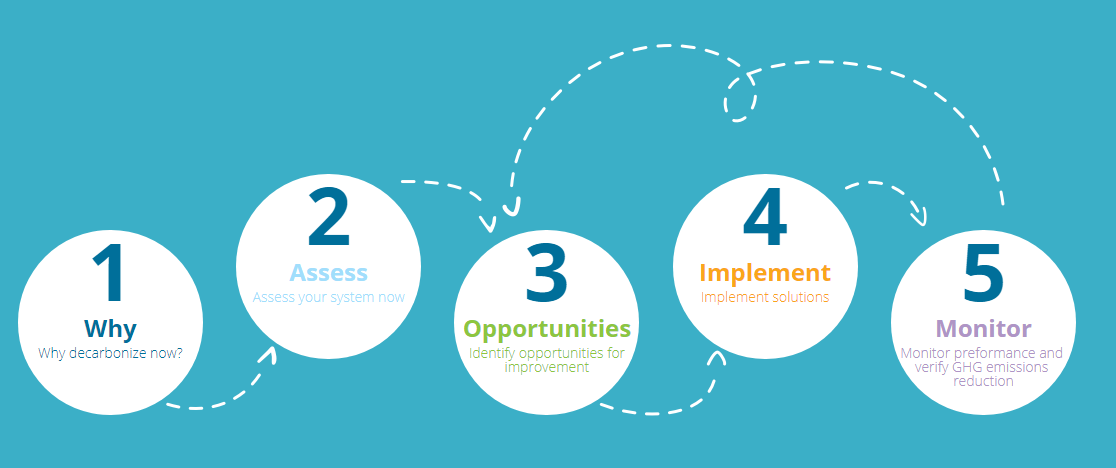 1
Why
Why decarbonize now?
2
Assess
Assess your system now
3
Opportunities
Identify opportunities for
improvement
4
Implement
Implement solutions
5
Monitor
Monitor preformance and
verify GHG emissions
reduction